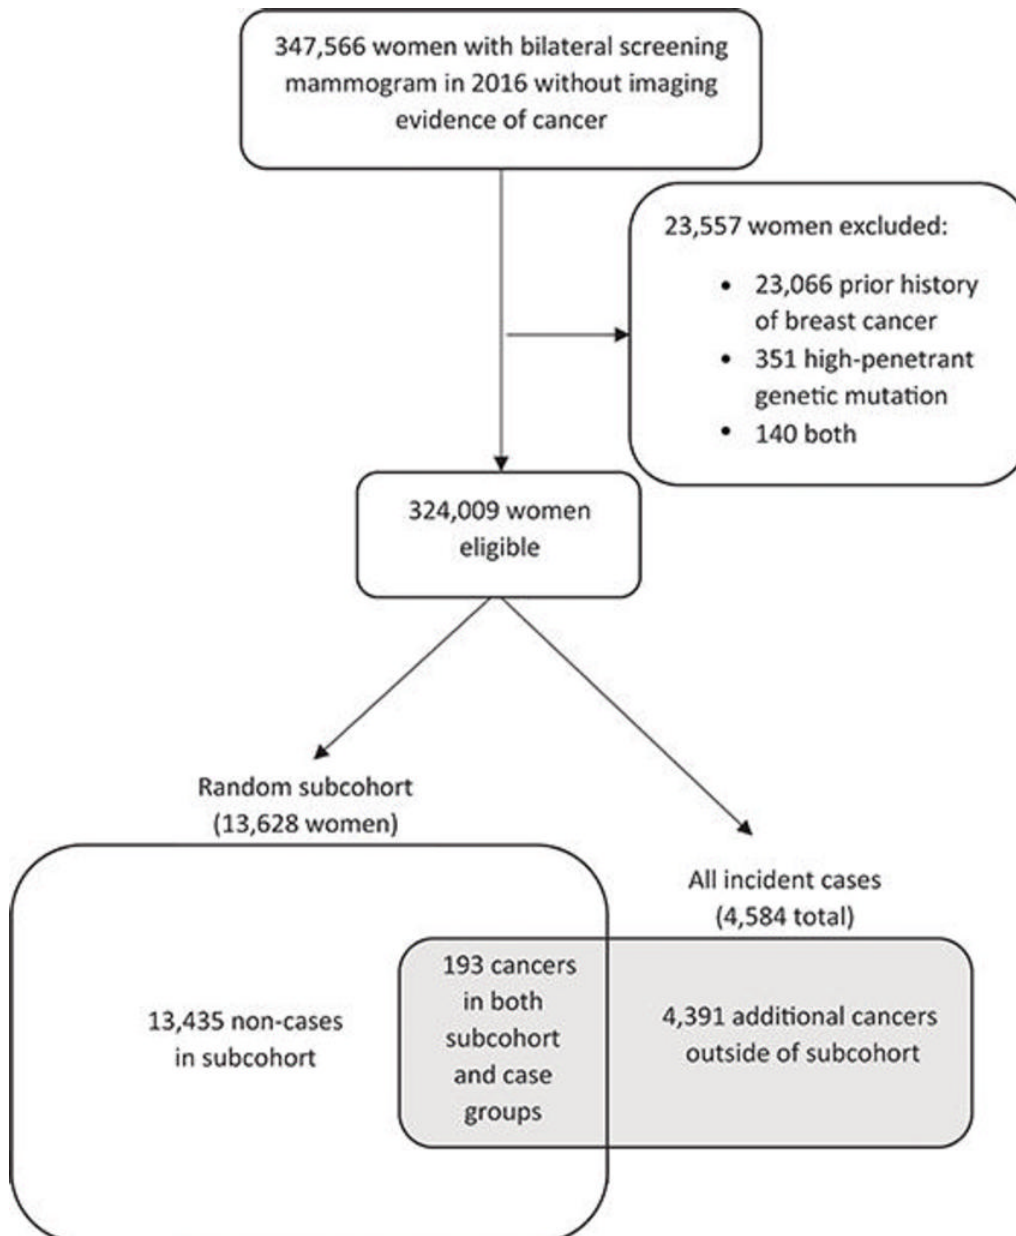 347,566 women with bilateral screening
mammogram in 2016 without imaging
evidence of cancer
23,557 women excluded:
• 23,066 prior history
of breast cancer
• 351 high-penetrant
genetic mutation
• 140 both
324,009 women
eligible
Random subcohort
(13,628 women)
All incident cases
(4,584 total)
13,435 non-cases
in subcohort
193 cancers
in both
subcohort
and case
groups
4,391 additional cancers
outside of subcohort